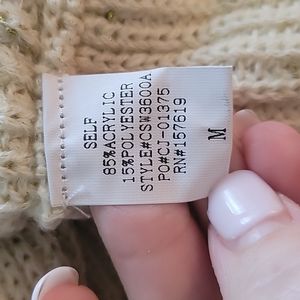 SELF
85%ACRYLIC
15%POLYESTER
STYLE#CSW3600A
PO#CJ-01375
RN#157619
M